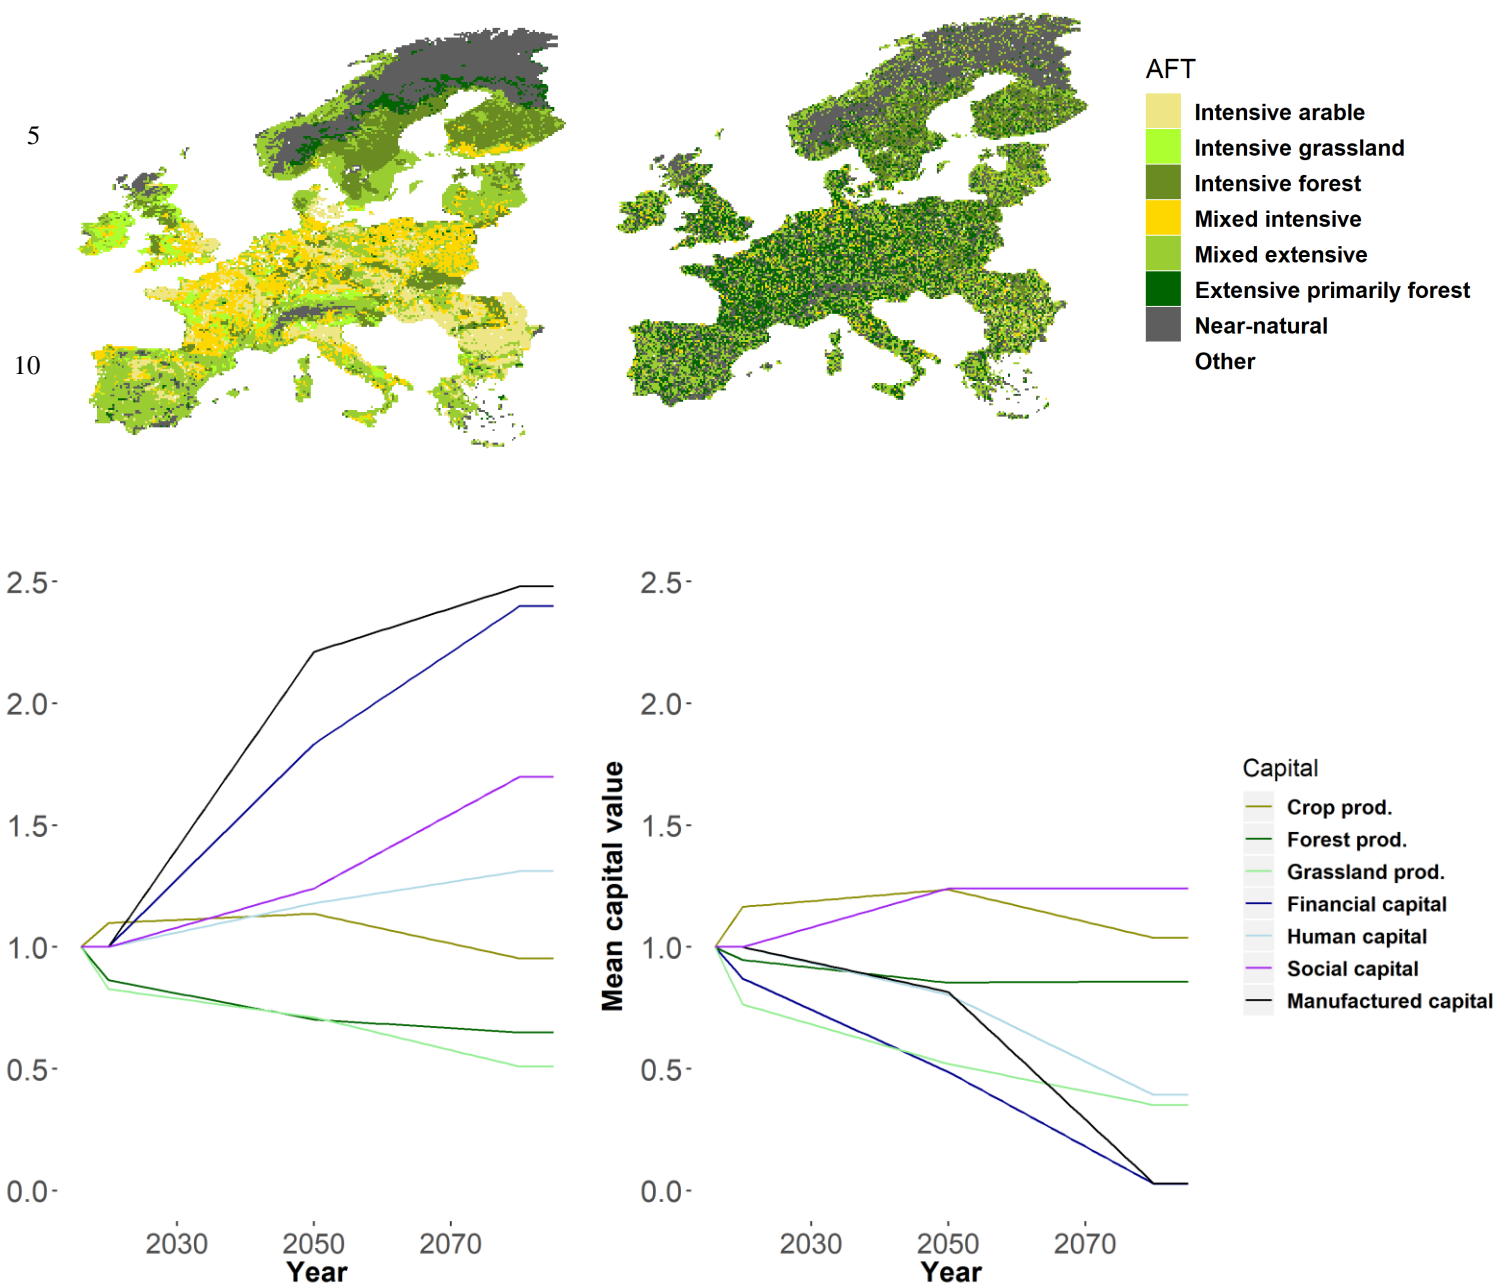 AFT
Intensive arable
5
Intensive grassland
Intensive forest
Mixed intensive
Mixed extensive
Extensive primarily forest
Near-natural
10
Other
2.5
2.0
1.5
1.0
0.5
0.0
2030 2050 2070
Year
Mean capital value
2.5
2.0
1.5
1.0
0.5
0.0
2030 2050 2070
Year
Capital
Crop prod.
Forest prod.
Grassland prod.
Financial capital
Human capital
Social capital
Manufactured capital